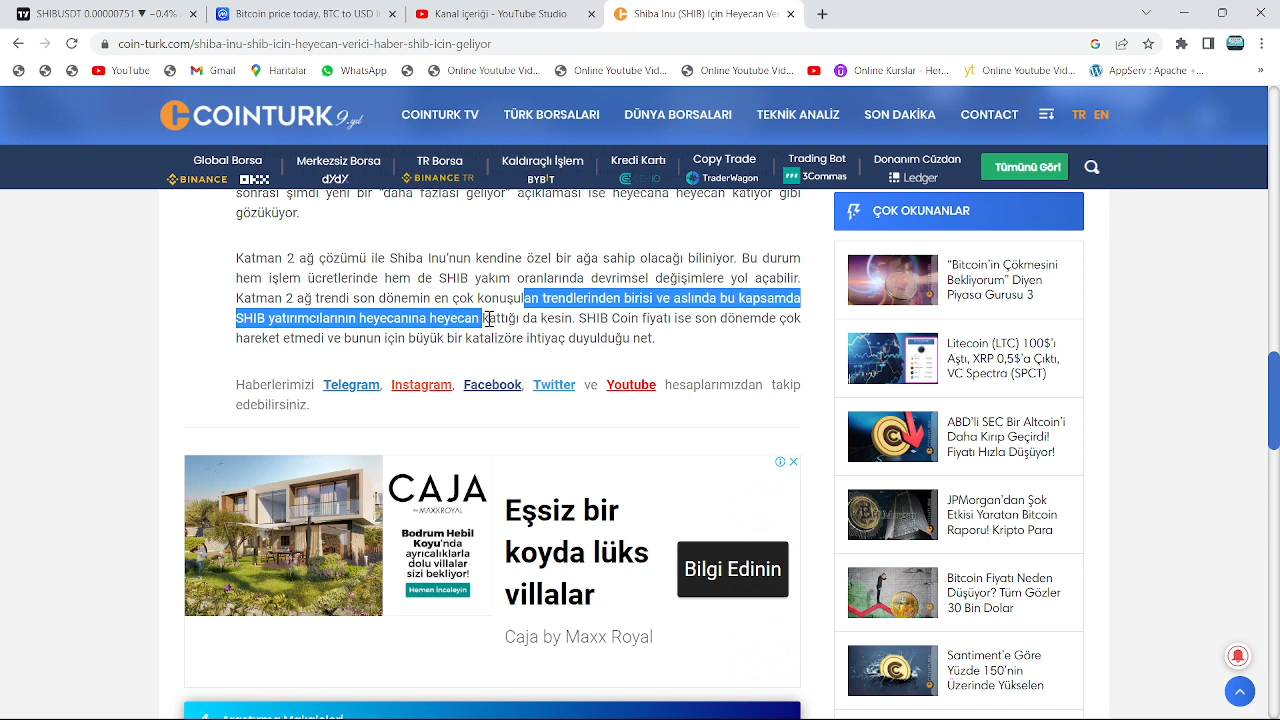 SHIBUSDT 0.00000751 ▼ −0.4%
Bitcoin price today, BTC to USD li
Kanal içeriği - YouTube Studio
Shiba Inu (SHIB) İçin Heyecan Ver
coin-turk.com/shiba-inu-shib-icin-heyecan-verici-haber-shib-icin-geliyor
YouTube
Gmail
Haritalar
WhatsApp
Online Youtube Vid...
Online Youtube Vid...
Online Youtube Vid...
Online Kurslar - Her...
yt Online Youtube Vid...
AppServ : Apache +...
»
COINTURK 9.yıl
COINTURK TV
TÜRK BORSALARI
DÜNYA BORSALARI
TEKNİK ANALİZ
SON DAKİKA
CONTACT
TR EN
Global Borsa
Merkezsiz Borsa
TR Borsa
Kaldıraçlı İşlem
Kredi Kartı
Copy Trade
Trading Bot
Donanım Cüzdan
Tümünü Gör!
BINANCE
dYdX
BINANCE TR
BYBIT
TraderWagon
3Commas
Ledger
sonrası şimdi yeni bir "daha fazlası geliyor" açıklaması ise heyecana heyecan katıyor gibi
gözüküyor.
Katman 2 ağ çözümü ile Shiba Inu'nun kendine özel bir ağa sahip olacağı biliniyor. Bu durum
hem işlem ücretlerinde hem de SHIB yakım oranlarında devrimsel değişimlere yol açabilir.
Katman 2 ağ trendi son dönemin en çok konuşulan trendlerinden birisi ve aslında bu kapsamda
SHIB yatırımcılarının heyecanına heyecan kattığı da kesin. SHIB Coin fiyatı ise son dönemde çok
hareket etmedi ve bunun için büyük bir katalizöre ihtiyaç duyulduğu net.
Haberlerimizi Telegram, Instagram, Facebook, Twitter ve Youtube hesaplarımızdan takip
edebilirsiniz.
CAJA
by MAXXROYAL
Bodrum Hebil
Koyu'nda
ayrıcalıklarla
dolu villalar
sizi bekliyor!
Hemen İnceleyin
Eşsiz bir
koyda lüks
villalar
Caja by Maxx Royal
Bilgi Edinin
ÇOK OKUNANLAR
"Bitcoin'in Çökmesini
Bekliyorum" Diyen
Piyasa Gurusu 3
Litecoin (LTC) 100$'ı
Aştı, XRP 0,5$'a Çıktı,
VC Spectra (SPCT)
ABD'li SEC Bir Altcoin'i
Daha Kırıp Geçirdi!
Fiyatı Hızla Düşüyor!
JPMorgan'dan Şok
Etkisi Yaratan Bitcoin
Raporu! Kripto Para
Bitcoin Fiyatı Neden
Düşüyor? Tüm Gözler
30 Bin Dolar
Santiment'e Göre
Yüzde 150'nin
Üzerinde Yükselen
Araştırma Makaleleri